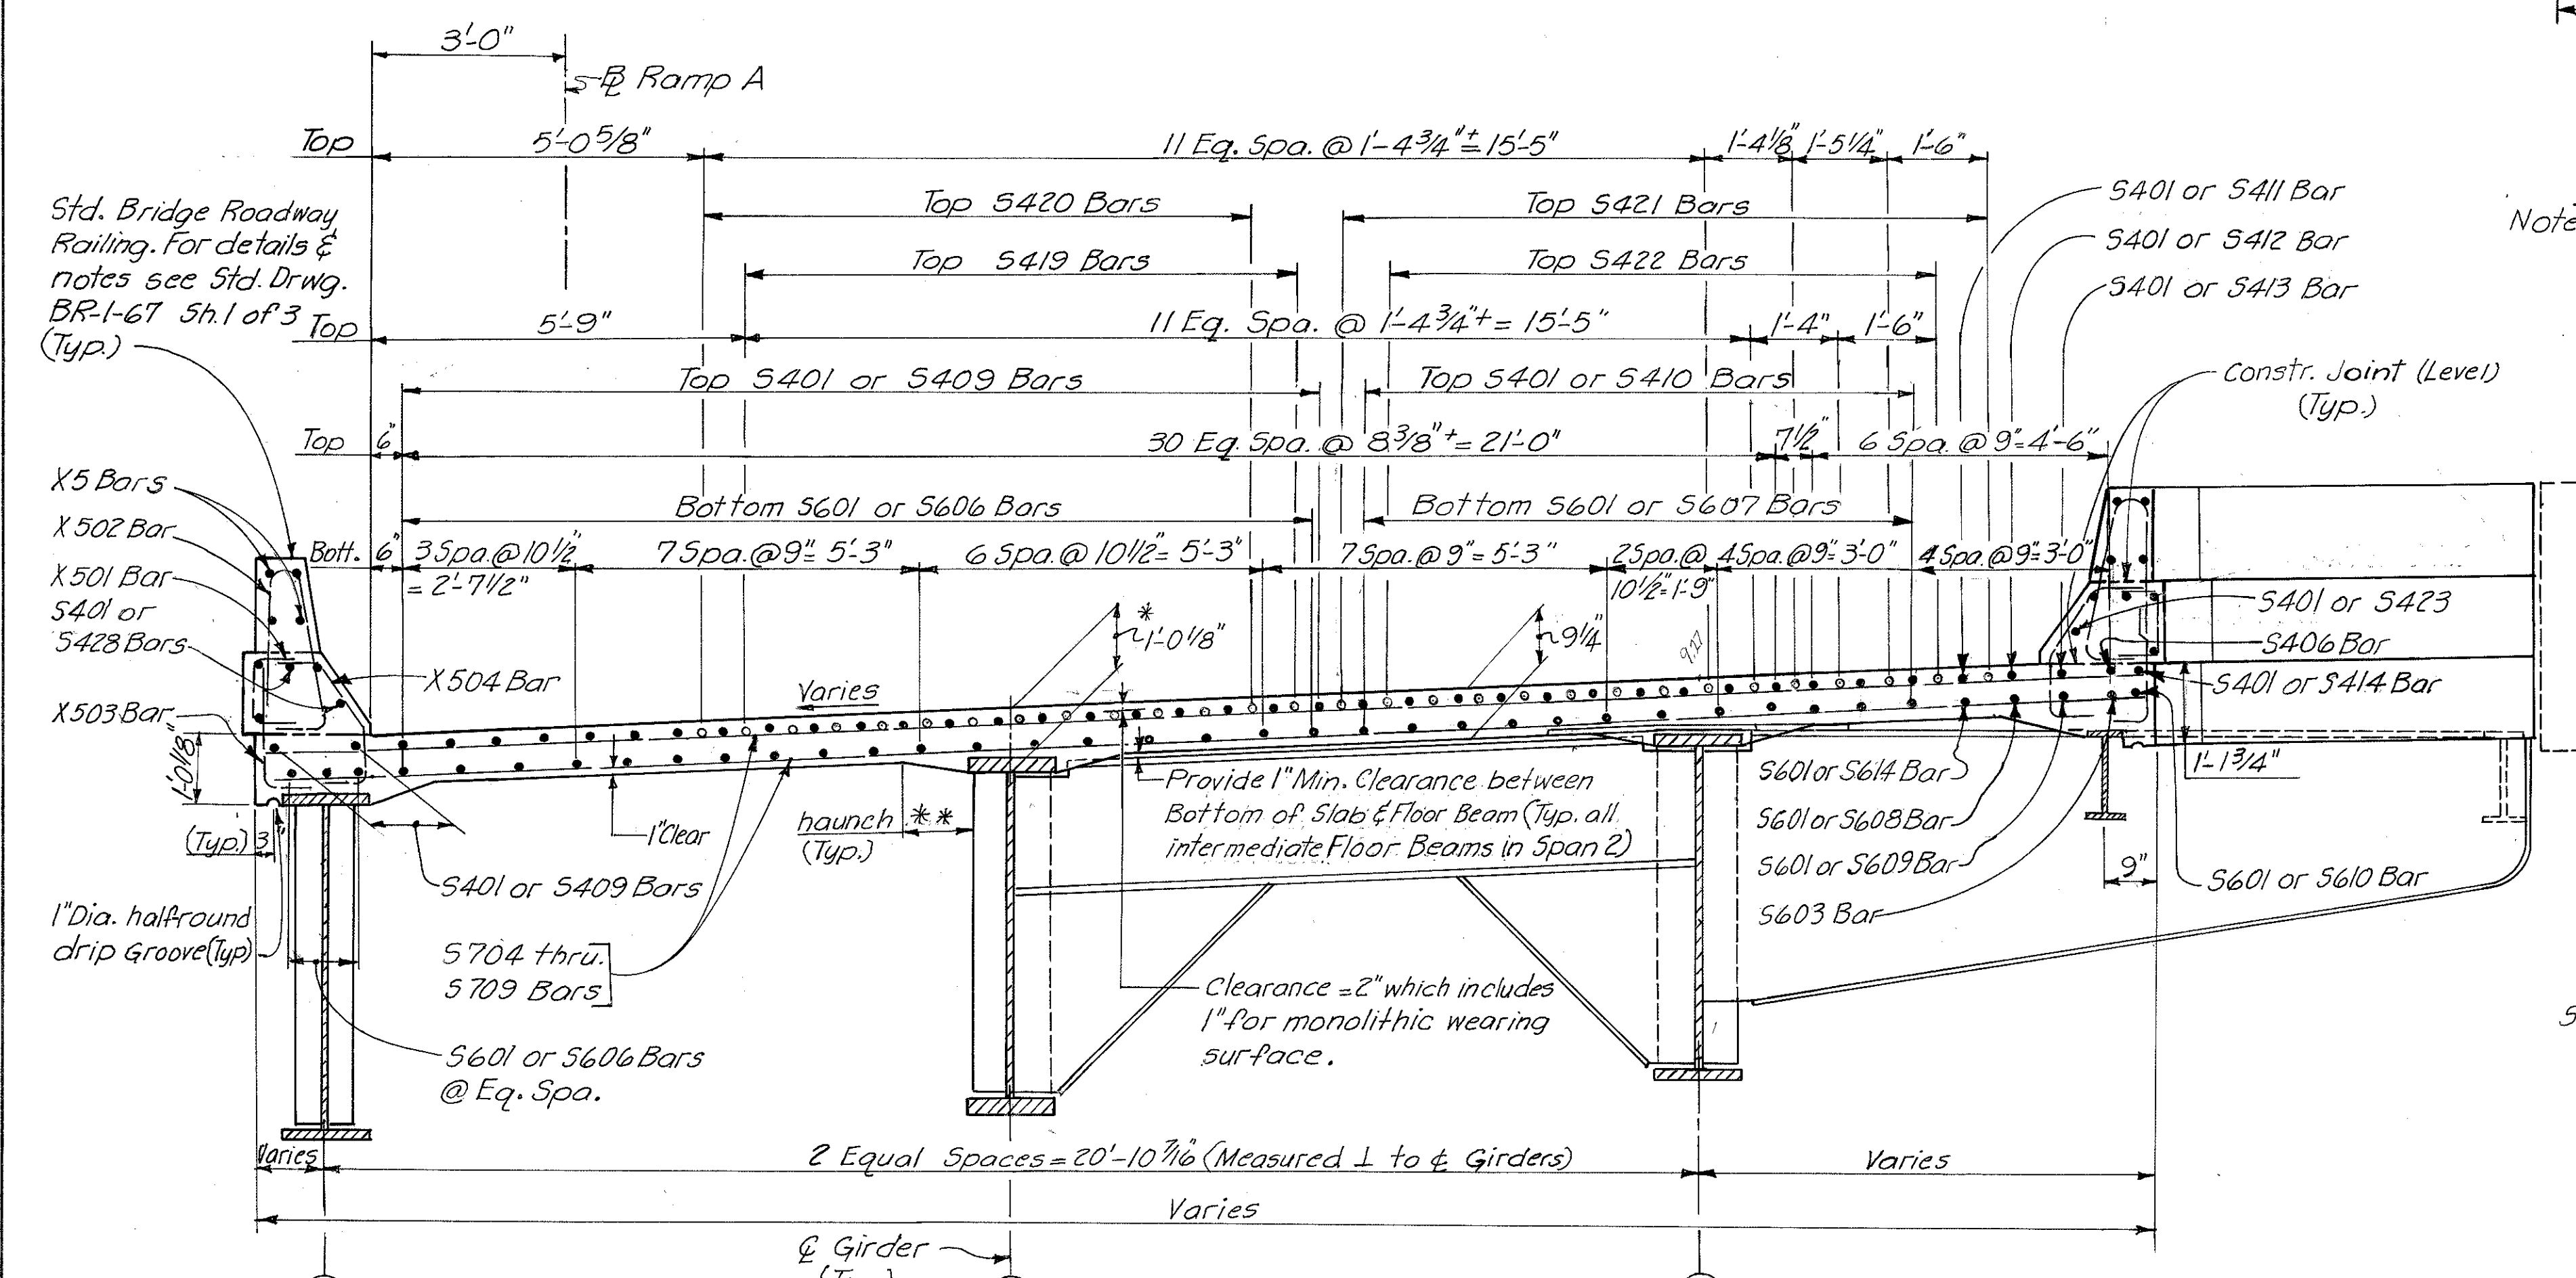 3'-0"
℞ Ramp A
Top 5'-0 5/8" 11 Eq. Spa. @ 1'-4 3/4"± = 15'-5" 1'-4 1/8" 1'-5 1/4" 1'-6"
Top S420 Bars Top S421 Bars
Top S419 Bars Top S422 Bars
Top 5'-9" 11 Eq. Spa. @ 1'-4 3/4"+ = 15'-5" 1'-4" 1'-6"
Top S401 or S409 Bars Top S401 or S410 Bars
Top 6" 30 Eq. Spa. @ 8 3/8"+ = 21'-0" 7 1/2" 6 Spa. @ 9" = 4'-6"
Bottom S601 or S606 Bars Bottom S601 or S607 Bars
Bott. 6" 3 Spa. @ 10 1/2" 7 Spa. @ 9" = 5'-3" 6 Spa. @ 10 1/2" = 5'-3" 7 Spa. @ 9" = 5'-3" 2 Spa. @ 4 Spa. @ 9" = 3'-0" 4 Spa. @ 9" = 3'-0"
= 2'-7 1/2" 10 1/2" = 1'-9"
Std. Bridge Roadway
Railing. For details &
notes see Std. Drwg.
BR-1-67 Sh. 1 of 3
(Typ.)
X5 Bars
X502 Bar
X501 Bar
S401 or
S428 Bars
X504 Bar
X503 Bar
1'-0 1/8"
(Typ.) 3"
1" Dia. half-round
drip Groove (Typ)
S401 or S409 Bars
S704 thru.
S709 Bars
S601 or S606 Bars
@ Eq. Spa.
1" Clear
Varies
haunch **
(Typ.)
*
~1'-0 1/8"
~9 1/4"
9.27
Provide 1" Min. Clearance between
Bottom of Slab & Floor Beam (Typ. all
intermediate Floor Beams in Span 2)
Clearance = 2" which includes
1" for monolithic wearing
surface.
S401 or S411 Bar
S401 or S412 Bar
S401 or S413 Bar
Note
Constr. Joint (Level)
(Typ.)
S401 or S423
S406 Bar
S401 or S414 Bar
1'-1 3/4"
S601 or S614 Bar
S601 or S608 Bar
S601 or S609 Bar
S603 Bar
9"
S601 or S610 Bar
S
Varies 2 Equal Spaces = 20'-10 7/16" (Measured ⊥ to ℄ Girders) Varies
Varies
℄ Girder
(Typ.)